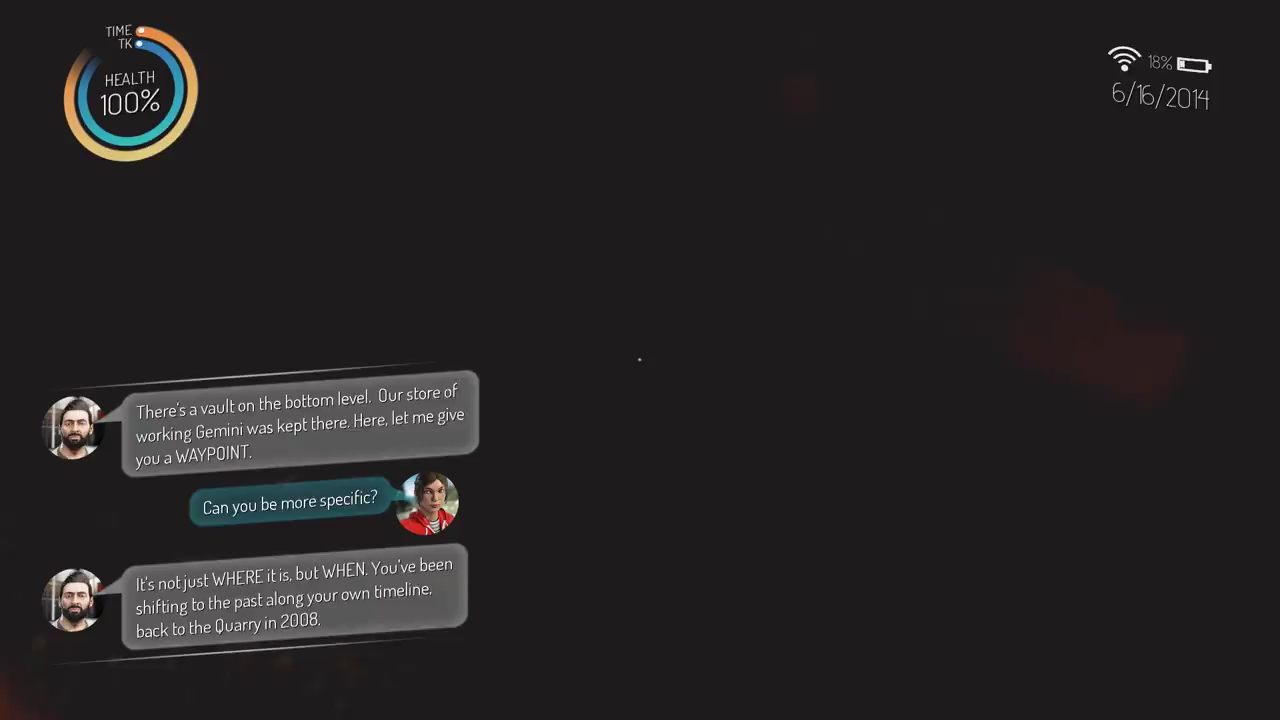 TIME
TK
HEALTH
100%
18%
6/16/2014
There's a vault on the bottom level. Our store of
working Gemini was kept there. Here, let me give
you a WAYPOINT.
Can you be more specific?
It's not just WHERE it is, but WHEN. You've been
shifting to the past along your own timeline,
back to the Quarry in 2008.